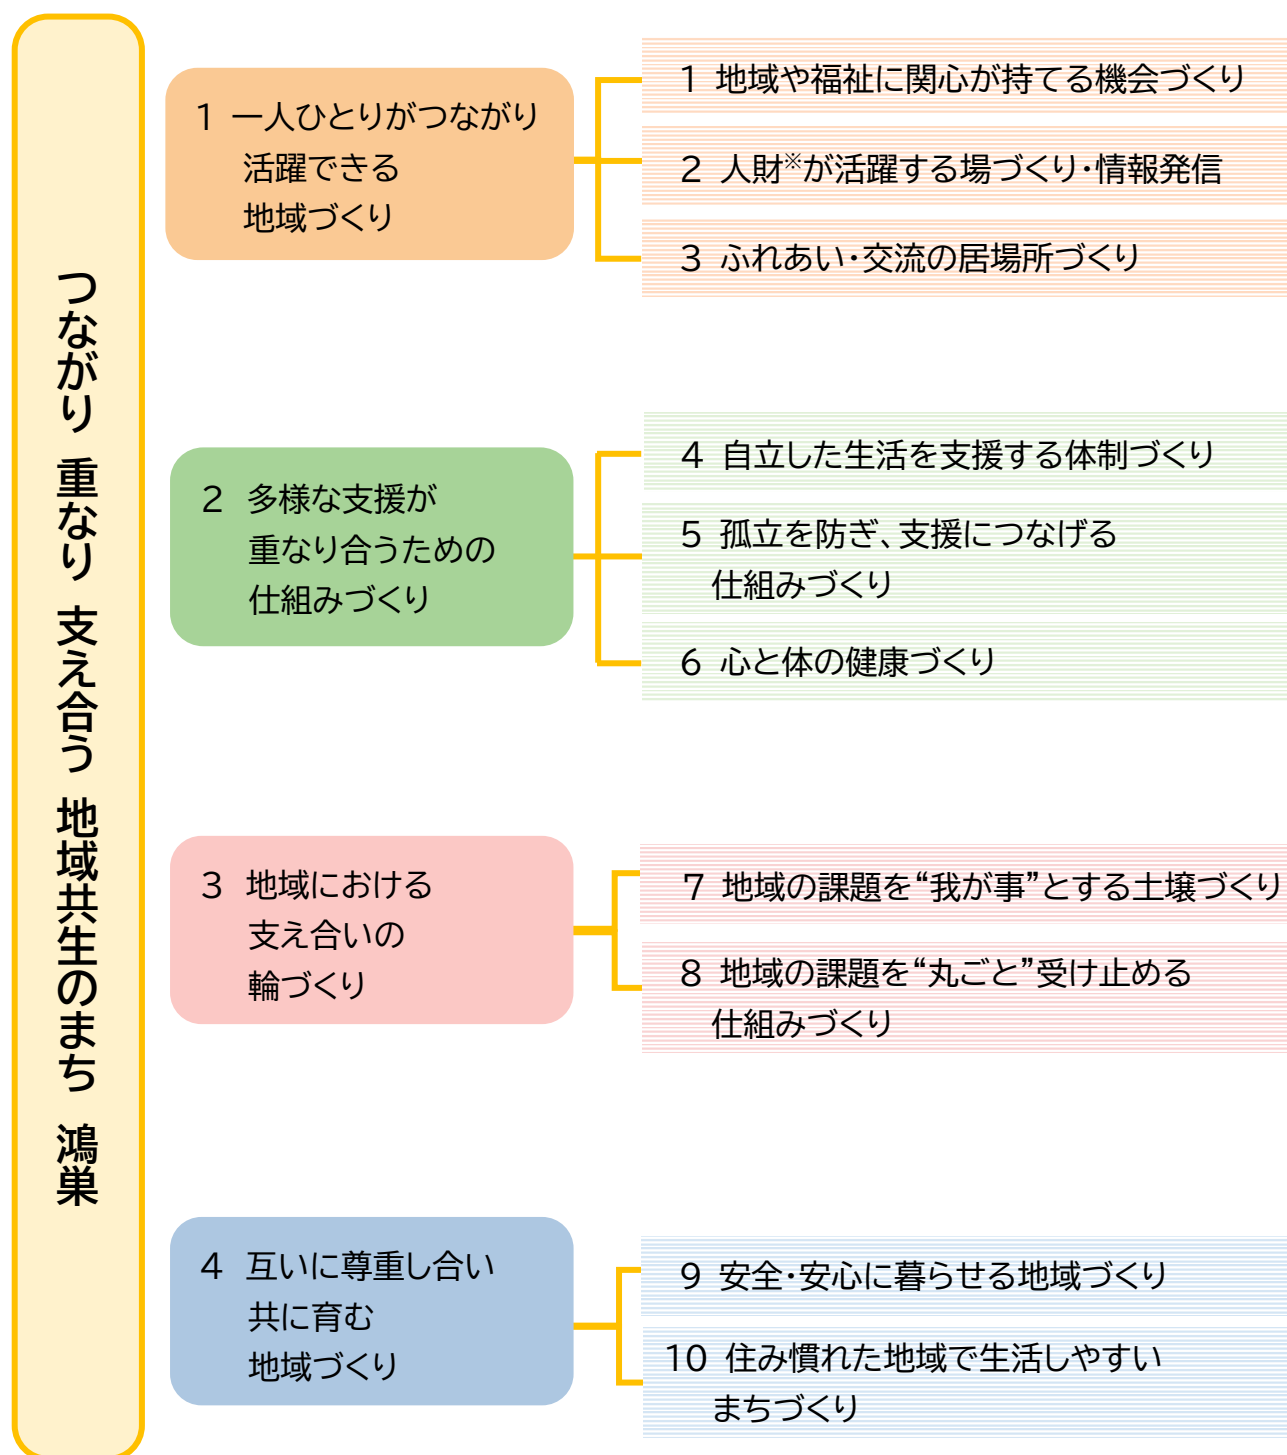 つながり 重なり 支え合う 地域共生のまち 鴻巣
1 一人ひとりがつながり
活躍できる
地域づくり
1 地域や福祉に関心が持てる機会づくり
2 人財※が活躍する場づくり・情報発信
3 ふれあい・交流の居場所づくり
2 多様な支援が
重なり合うための
仕組みづくり
4 自立した生活を支援する体制づくり
5 孤立を防ぎ、支援につなげる
仕組みづくり
6 心と体の健康づくり
3 地域における
支え合いの
輪づくり
7 地域の課題を“我が事”とする土壌づくり
8 地域の課題を“丸ごと”受け止める
仕組みづくり
4 互いに尊重し合い
共に育む
地域づくり
9 安全・安心に暮らせる地域づくり
10 住み慣れた地域で生活しやすい
まちづくり